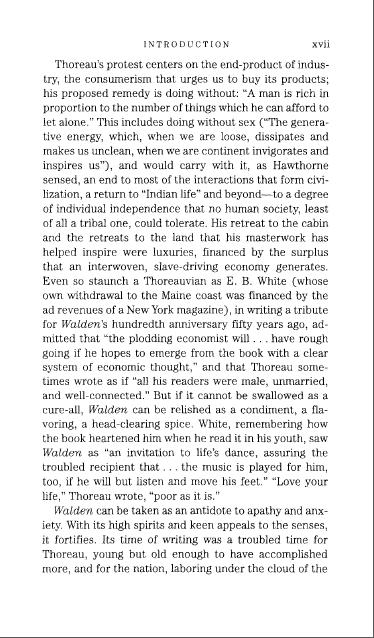 INTRODUCTION xvii
Thoreau's protest centers on the end-product of indus-
try, the consumerism that urges us to buy its products;
his proposed remedy is doing without: “A man is rich in
proportion to the number of things which he can afford to
let alone.” This includes doing without sex (“The genera-
tive energy, which, when we are loose, dissipates and
makes us unclean, when we are continent invigorates and
inspires us”), and would carry with it, as Hawthorne
sensed, an end to most of the interactions that form civi-
lization, a return to “Indian life” and beyond—to a degree
of individual independence that no human society, least
of all a tribal one, could tolerate. His retreat to the cabin
and the retreats to the land that his masterwork has
helped inspire were luxuries, financed by the surplus
that an interwoven, slave-driving economy generates.
Even so staunch a Thoreauvian as E. B. White (whose
own withdrawal to the Maine coast was financed by the
ad revenues of a New York magazine), in writing a tribute
for Walden's hundredth anniversary fifty years ago, ad-
mitted that “the plodding economist will . . . have rough
going if he hopes to emerge from the book with a clear
system of economic thought,” and that Thoreau some-
times wrote as if “all his readers were male, unmarried,
and well-connected.” But if it cannot be swallowed as a
cure-all, Walden can be relished as a condiment, a fla-
voring, a head-clearing spice. White, remembering how
the book heartened him when he read it in his youth, saw
Walden as “an invitation to life's dance, assuring the
troubled recipient that . . . the music is played for him,
too, if he will but listen and move his feet.” “Love your
life,” Thoreau wrote, “poor as it is.”
Walden can be taken as an antidote to apathy and anx-
iety. With its high spirits and keen appeals to the senses,
it fortifies. Its time of writing was a troubled time for
Thoreau, young but old enough to have accomplished
more, and for the nation, laboring under the cloud of the